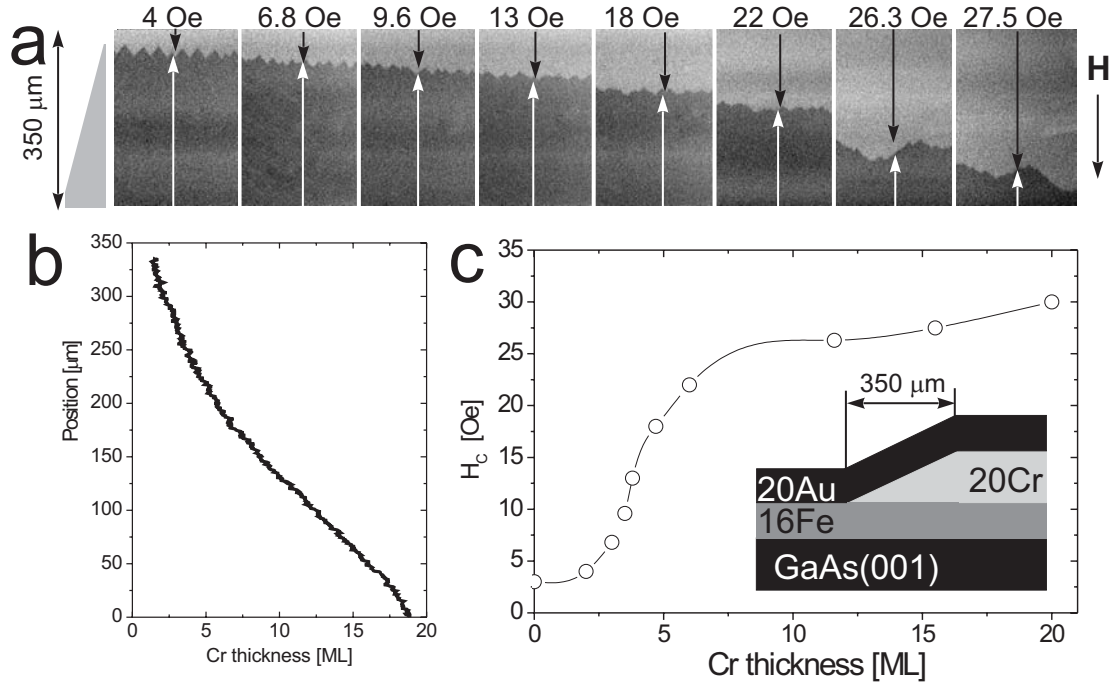 a
4 Oe 6.8 Oe 9.6 Oe 13 Oe 18 Oe 22 Oe 26.3 Oe 27.5 Oe
350 μm
H
b
350
300
250
200
150
100
50
0
Position [μm]
0 5 10 15 20
Cr thickness [ML]
c
35
30
25
20
15
10
5
0
H_C [Oe]
350 μm
20Au
20Cr
16Fe
GaAs(001)
0 5 10 15 20
Cr thickness [ML]